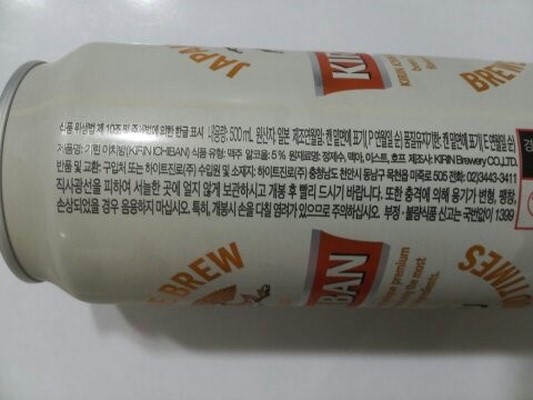 식품 위생법 제 10조 및 주세법에 의한 한글 표시 내용량: 500mL 원산지: 일본 제조연월일: 캔 밑면에 표기(P 연월일 순) 품질유지기한: 캔 밑면에 표기(E 연월일 순)
제품명: 기린 이치방(KIRIN ICHIBAN) 식품 유형: 맥주 알코올: 5% 원재료명: 정제수, 맥아, 이스트, 호프 제조사: KIRIN Brewery CO.,LTD.
반품 및 교환: 구입처 또는 하이트진로(주) 수입원 및 소재지: 하이트진로(주) 충청남도 천안시 동남구 목천읍 미죽로 505 전화: 02)3443-3411
직사광선을 피하여 서늘한 곳에 얼지 않게 보관하시고 개봉 후 빨리 드시기 바랍니다. 또한 충격에 의해 용기가 변형, 팽창,
손상되었을 경우 음용하지 마십시오. 특히, 개봉시 손을 다칠 염려가 있으므로 주의하십시오. 부정·불량식품 신고는 국번없이 1399
경
JAPA
KIR
BREW
BREW
BAN
premium
the most
TIMES